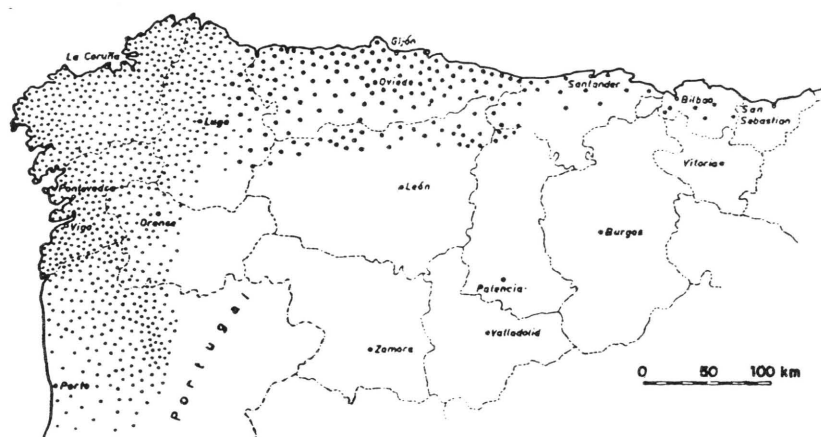 La Coruña
Gijón
Oviedo
Santander
Bilbao
San
Sebastian
Lugo
Vitoria
Pontevedra
León
Orense
Vigo
Burgos
Palencia
Portugal
Zamora
Valladolid
Porto
0 50 100 km